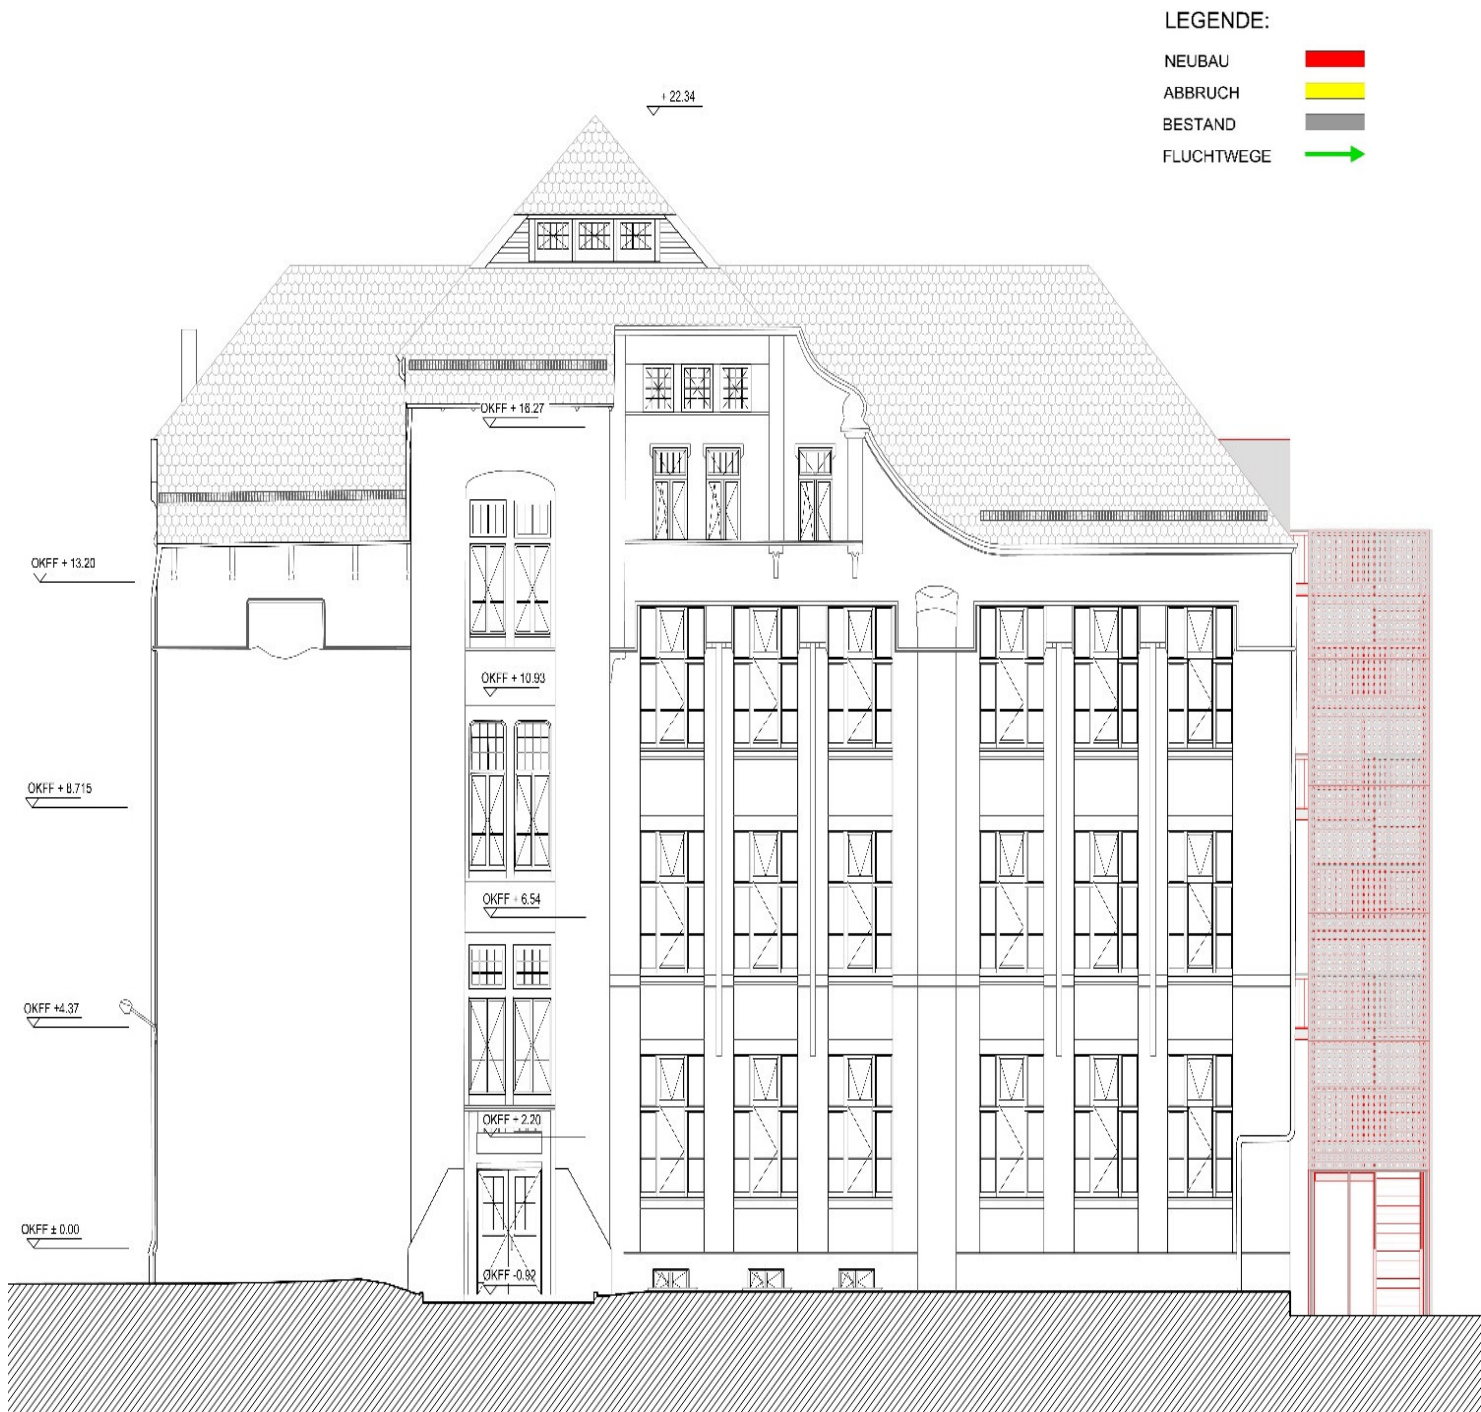 LEGENDE:
NEUBAU
ABBRUCH
BESTAND
FLUCHTWEGE
+ 22.34
OKFF + 16.27
OKFF + 13.20
OKFF + 10.93
OKFF + 8.715
OKFF + 6.54
OKFF +4.37
OKFF + 2.20
OKFF ± 0.00
OKFF -0.92